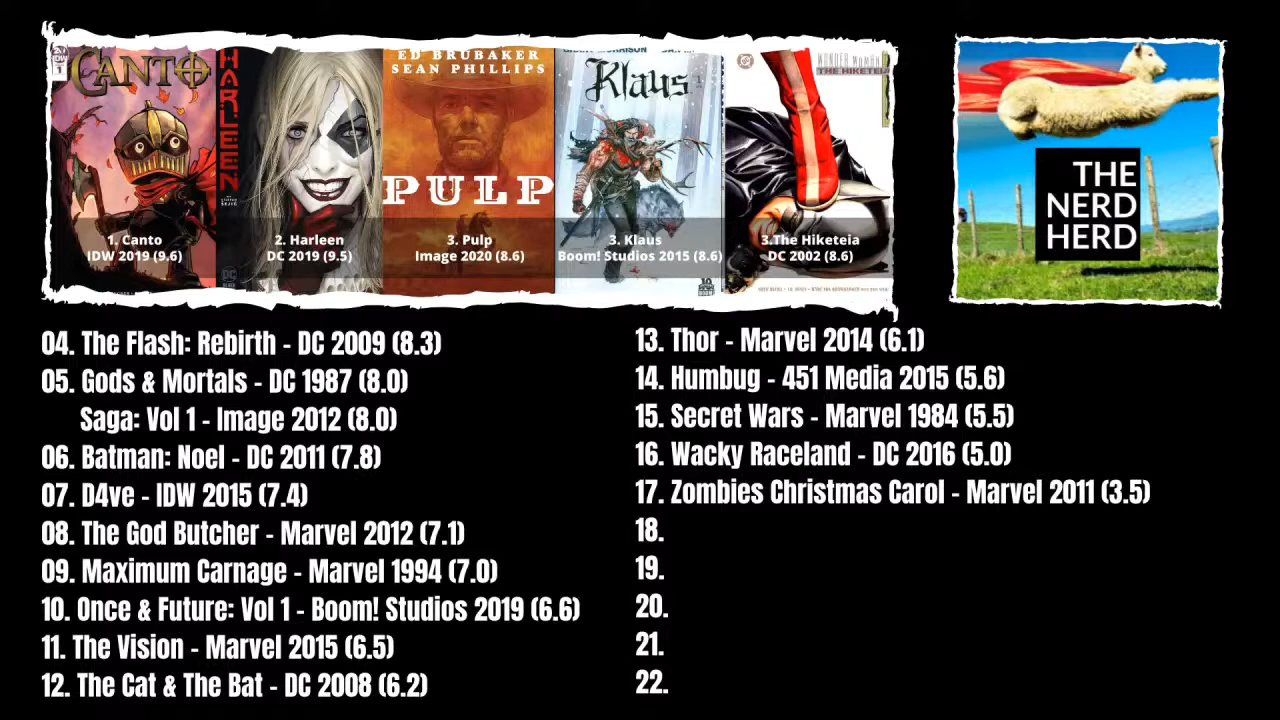 CANTO
HARLEEN
ED BRUBAKER
SEAN PHILLIPS
PULP
Klaus
WONDER WOMAN
THE HIKETEIA
1. Canto
IDW 2019 (9.6)
2. Harleen
DC 2019 (9.5)
3. Pulp
Image 2020 (8.6)
3. Klaus
Boom! Studios 2015 (8.6)
3.The Hiketeia
DC 2002 (8.6)
THE
NERD
HERD
04. The Flash: Rebirth - DC 2009 (8.3)
05. Gods & Mortals - DC 1987 (8.0)
Saga: Vol 1 - Image 2012 (8.0)
06. Batman: Noel - DC 2011 (7.8)
07. D4ve - IDW 2015 (7.4)
08. The God Butcher - Marvel 2012 (7.1)
09. Maximum Carnage - Marvel 1994 (7.0)
10. Once & Future: Vol 1 - Boom! Studios 2019 (6.6)
11. The Vision - Marvel 2015 (6.5)
12. The Cat & The Bat - DC 2008 (6.2)
13. Thor - Marvel 2014 (6.1)
14. Humbug - 451 Media 2015 (5.6)
15. Secret Wars - Marvel 1984 (5.5)
16. Wacky Raceland - DC 2016 (5.0)
17. Zombies Christmas Carol - Marvel 2011 (3.5)
18.
19.
20.
21.
22.